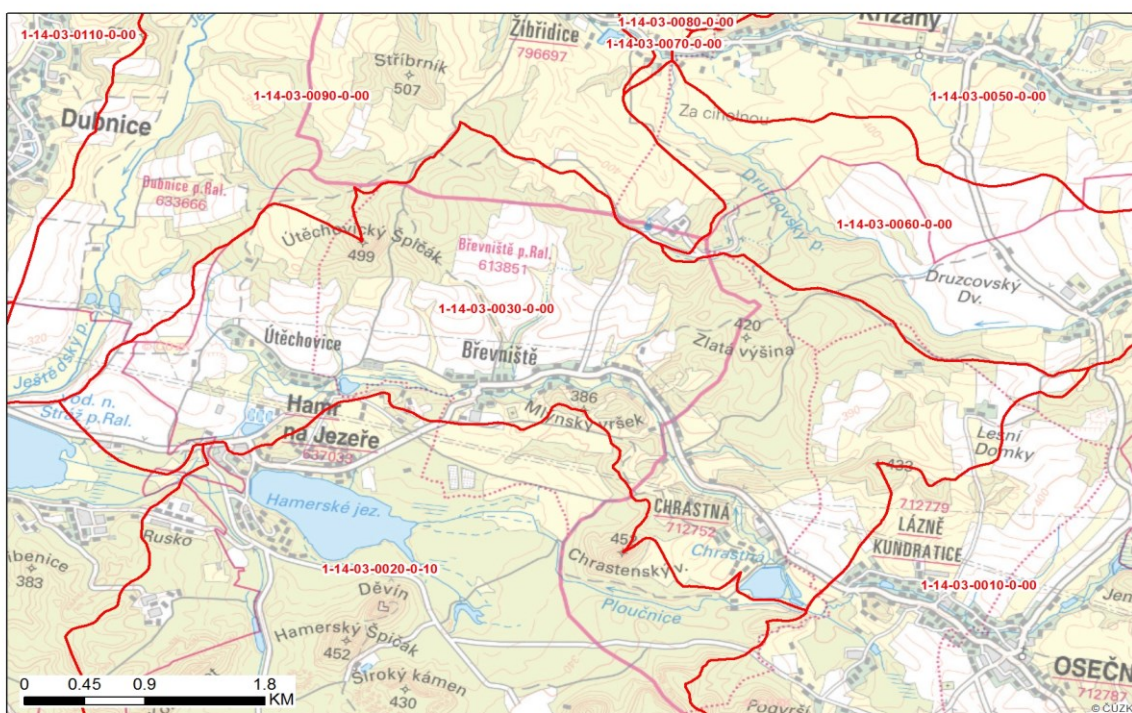 1-14-03-0080-0-00
Křižany
1-14-03-0110-0-00
Žibřidice
796697
1-14-03-0070-0-00
Stříbrník
507
1-14-03-0090-0-00
1-14-03-0050-0-00
Za cihelnou
400
Dubnice
Dubnice p.Ral.
633666
Druzcovský p.
1-14-03-0060-0-00
Útěchovický Špičák
499
Břevniště p.Ral.
613851
Druzcovský
Dv.
1-14-03-0030-0-00
320
Útěchovice
Břevniště
420
Zlatá výšina
Ještědský p.
386
Mlýnský vršek
300
Stráž p.Ral.
Hamr
na Jezeře
637033
Lesní
Domky
433
712779
Hamerské jez.
CHRASTNÁ
712752
LÁZNĚ
KUNDRATICE
Rusko
452
Chrastenský v.
Chrastná
383
1-14-03-0020-0-10
1-14-03-0010-0-00
Děvín
Ploučnice
Hamerský Špičák
452
Široký kámen
430
OSEČN
712787
0 0.45 0.9 1.8
KM
© ČÚZK